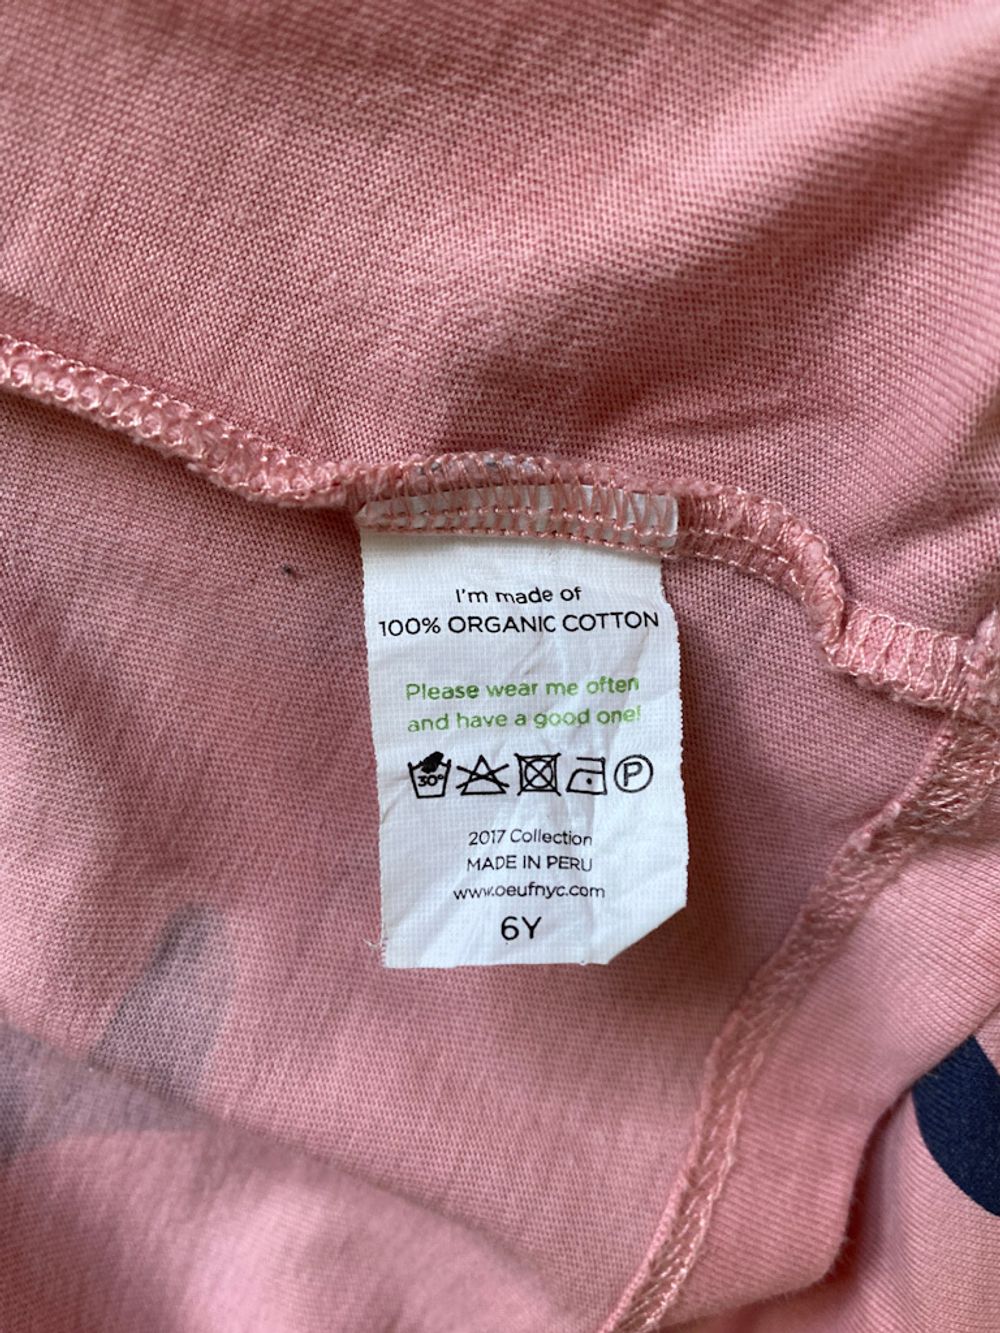 I'm made of
100% ORGANIC COTTON
Please wear me often
and have a good one!
30°
P
2017 Collection
MADE IN PERU
www.oeufnyc.com
6Y